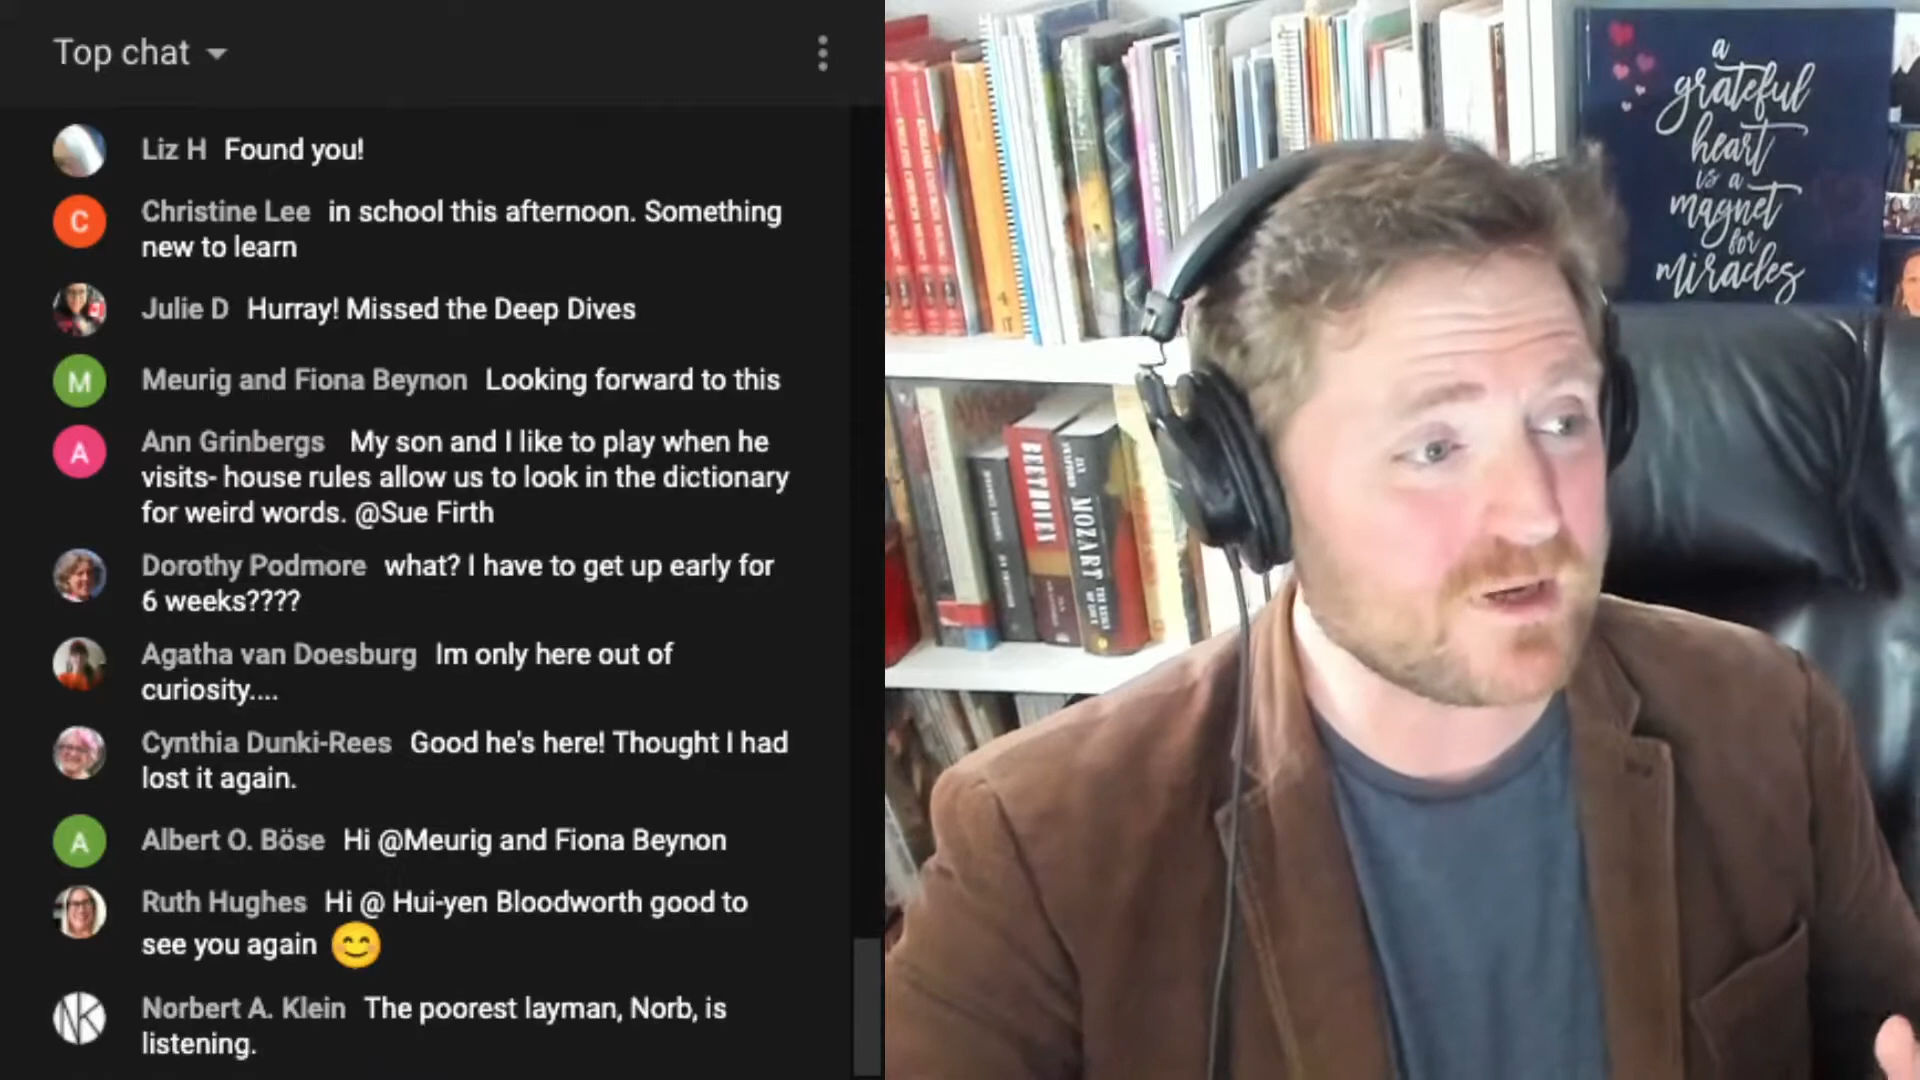 Top chat
Liz H Found you!
Christine Lee in school this afternoon. Something
new to learn
Julie D Hurray! Missed the Deep Dives
Meurig and Fiona Beynon Looking forward to this
Ann Grinbergs My son and I like to play when he
visits- house rules allow us to look in the dictionary
for weird words. @Sue Firth
Dorothy Podmore what? I have to get up early for
6 weeks????
Agatha van Doesburg Im only here out of
curiosity....
Cynthia Dunki-Rees Good he's here! Thought I had
lost it again.
Albert O. Böse Hi @Meurig and Fiona Beynon
Ruth Hughes Hi @ Hui-yen Bloodworth good to
see you again 😊
Norbert A. Klein The poorest layman, Norb, is
listening.
C
M
A
A
NK
a
grateful
heart
is a
magnet
for
miracles
BEETHOVEN
MOZART